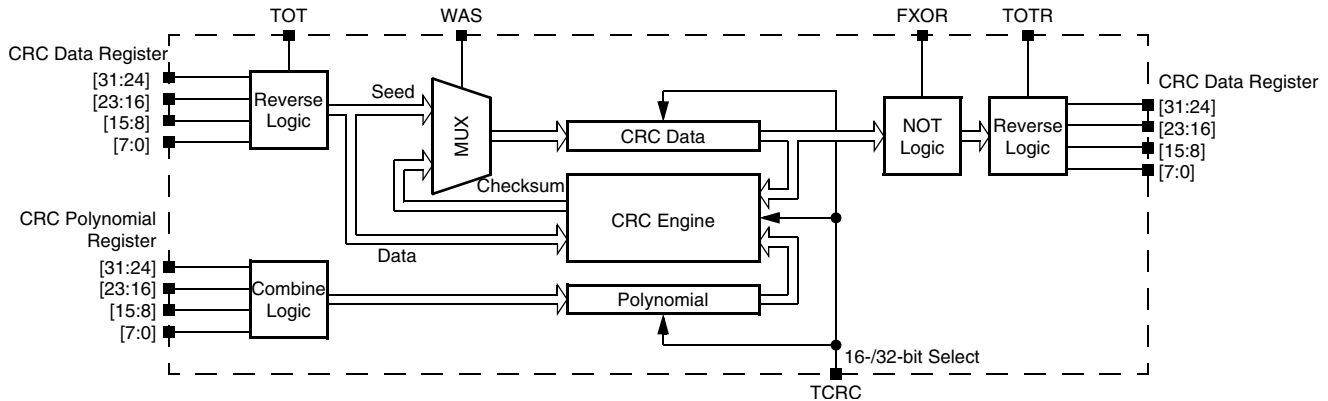 TOT
WAS
FXOR
TOTR
CRC Data Register
[31:24]
[23:16]
[15:8]
[7:0]
Reverse
Logic
Seed
MUX
CRC Data
NOT
Logic
Reverse
Logic
CRC Data Register
[31:24]
[23:16]
[15:8]
[7:0]
Checksum
CRC Engine
Data
CRC Polynomial
Register
[31:24]
[23:16]
[15:8]
[7:0]
Combine
Logic
Polynomial
16-/32-bit Select
TCRC